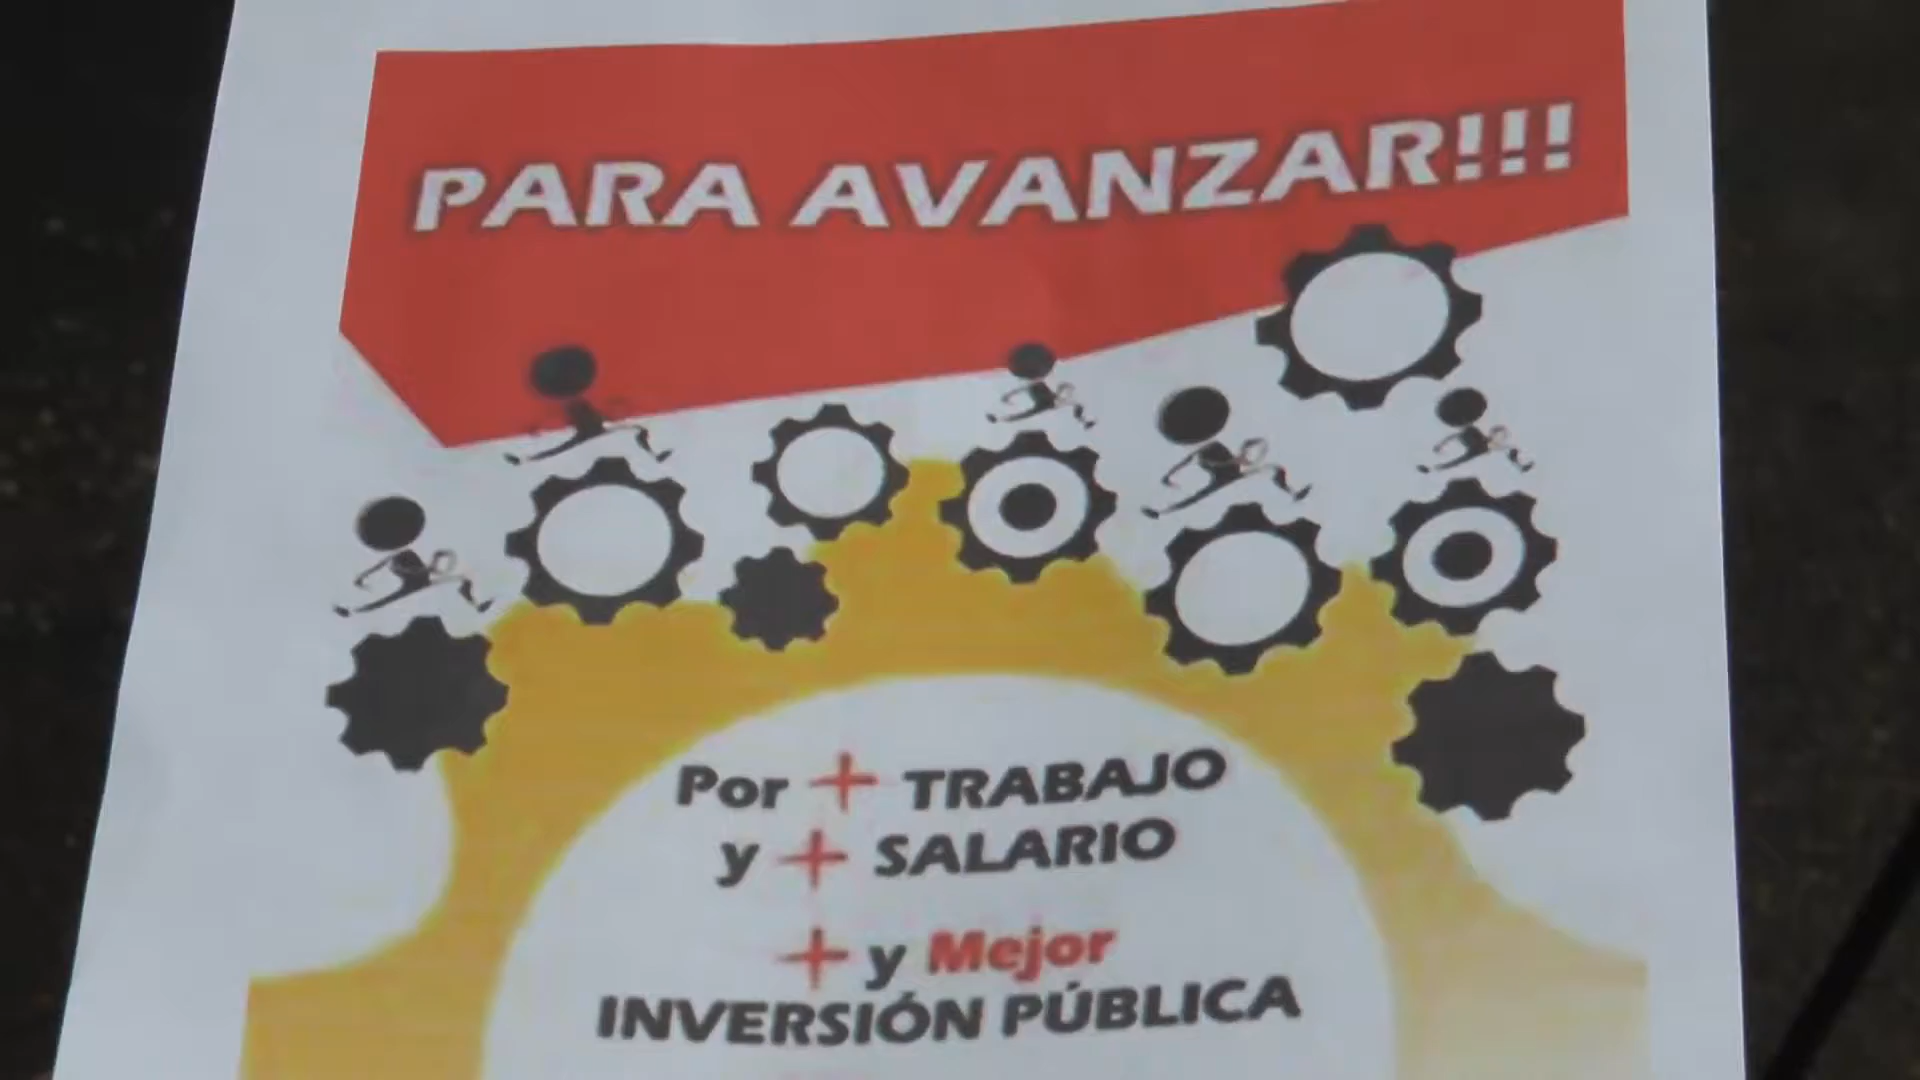 PARA AVANZAR!!!
Por + TRABAJO
y + SALARIO
+ y Mejor
INVERSIÓN PÚBLICA